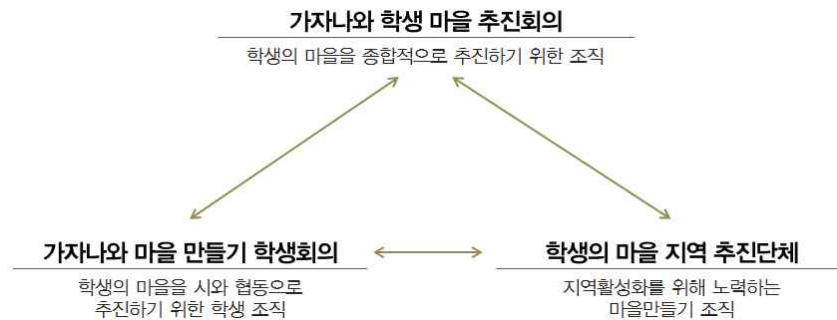 가자나와 학생 마을 추진회의
학생의 마을을 종합적으로 추진하기 위한 조직
가자나와 마을 만들기 학생회의
학생의 마을을 시와 협동으로
추진하기 위한 학생 조직
학생의 마을 지역 추진단체
지역활성화를 위해 노력하는
마을만들기 조직